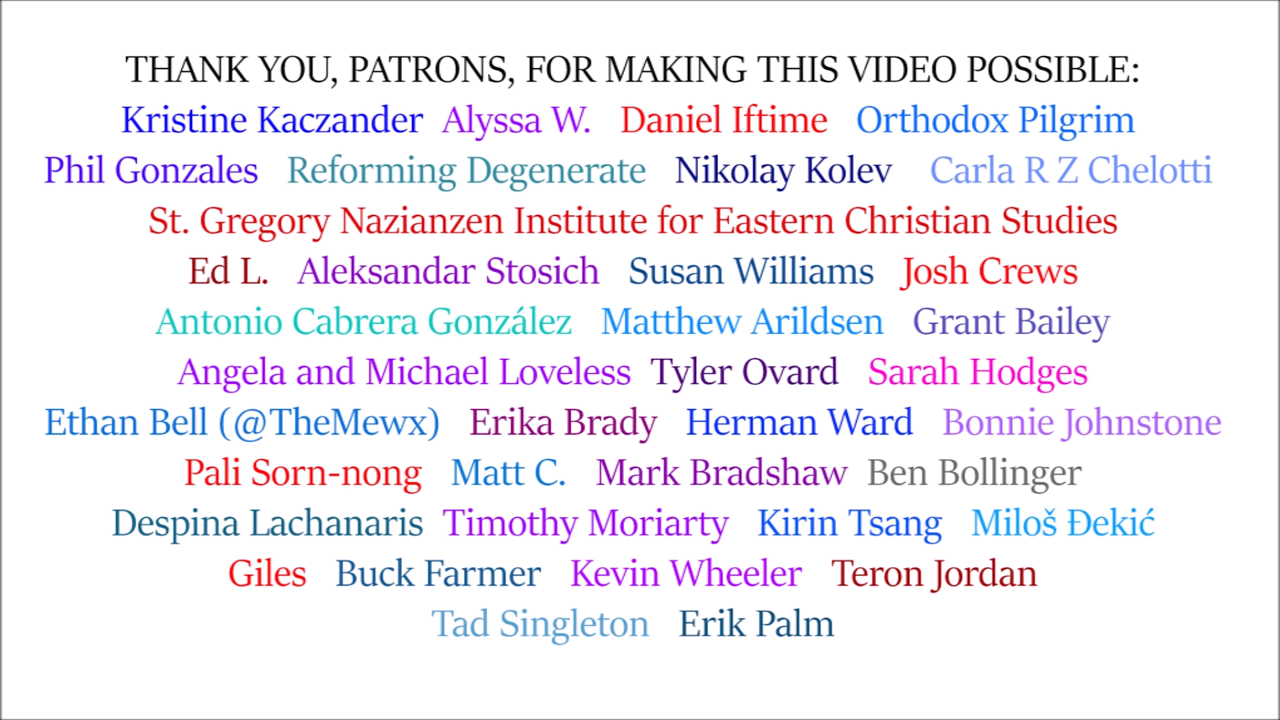 THANK YOU, PATRONS, FOR MAKING THIS VIDEO POSSIBLE:
Kristine Kaczander Alyssa W. Daniel Iftime Orthodox Pilgrim
Phil Gonzales Reforming Degenerate Nikolay Kolev Carla R Z Chelotti
St. Gregory Nazianzen Institute for Eastern Christian Studies
Ed L. Aleksandar Stosich Susan Williams Josh Crews
Antonio Cabrera González Matthew Arildsen Grant Bailey
Angela and Michael Loveless Tyler Ovard Sarah Hodges
Ethan Bell (@TheMewx) Erika Brady Herman Ward Bonnie Johnstone
Pali Sorn-nong Matt C. Mark Bradshaw Ben Bollinger
Despina Lachanaris Timothy Moriarty Kirin Tsang Miloš Đekić
Giles Buck Farmer Kevin Wheeler Teron Jordan
Tad Singleton Erik Palm